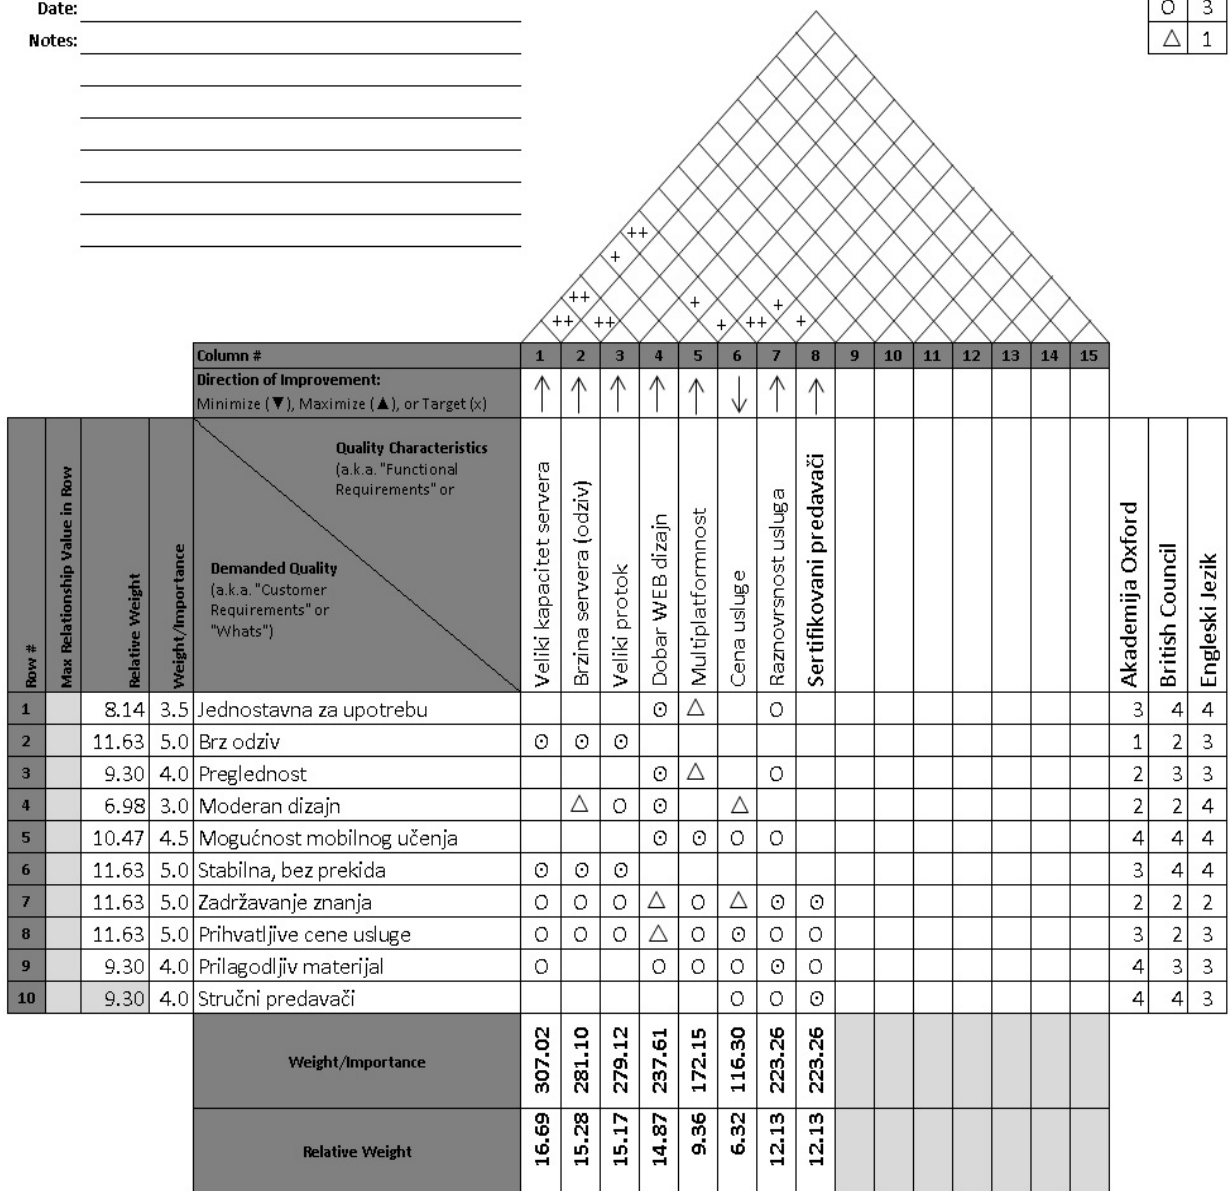 Date:
Notes:
O 3
△ 1
++
+
++ +
++ ++ + ++ + +
Column # 1 2 3 4 5 6 7 8 9 10 11 12 13 14 15
Direction of Improvement:
Minimize (▼), Maximize (▲), or Target (x) ↑ ↑ ↑ ↑ ↑ ↓ ↑ ↑
Row #
Max Relationship Value in Row
Relative Weight
Weight/Importance
Quality Characteristics
(a.k.a. "Functional
Requirements" or
Demanded Quality
(a.k.a. "Customer
Requirements" or
"Whats")
Veliki kapacitet servera
Brzina servera (odziv)
Veliki protok
Dobar WEB dizajn
Multiplatformnost
Cena usluge
Raznovrsnost usluga
Sertifikovani predavači
Akademija Oxford
British Council
Engleski Jezik
1 8.14 3.5 Jednostavna za upotrebu ⊙ △ O 3 4 4
2 11.63 5.0 Brz odziv ⊙ ⊙ ⊙ 1 2 3
3 9.30 4.0 Preglednost ⊙ △ O 2 3 3
4 6.98 3.0 Moderan dizajn △ O ⊙ △ 2 2 4
5 10.47 4.5 Mogućnost mobilnog učenja ⊙ ⊙ O O 4 4 4
6 11.63 5.0 Stabilna, bez prekida ⊙ ⊙ ⊙ 3 4 4
7 11.63 5.0 Zadržavanje znanja O O O △ O △ ⊙ ⊙ 2 2 2
8 11.63 5.0 Prihvatljive cene usluge O O O △ O ⊙ O O 3 2 3
9 9.30 4.0 Prilagodljiv materijal O O O O ⊙ O 4 3 3
10 9.30 4.0 Stručni predavači O O ⊙ 4 4 3
Weight/Importance 307.02 281.10 279.12 237.61 172.15 116.30 223.26 223.26
Relative Weight 16.69 15.28 15.17 14.87 9.36 6.32 12.13 12.13